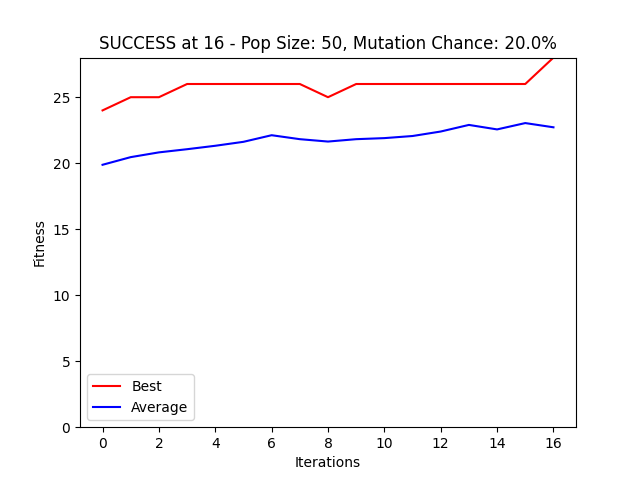 SUCCESS at 16 - Pop Size: 50, Mutation Chance: 20.0%
25
20
15
10
5
0
Fitness
Best
Average
0 2 4 6 8 10 12 14 16
Iterations